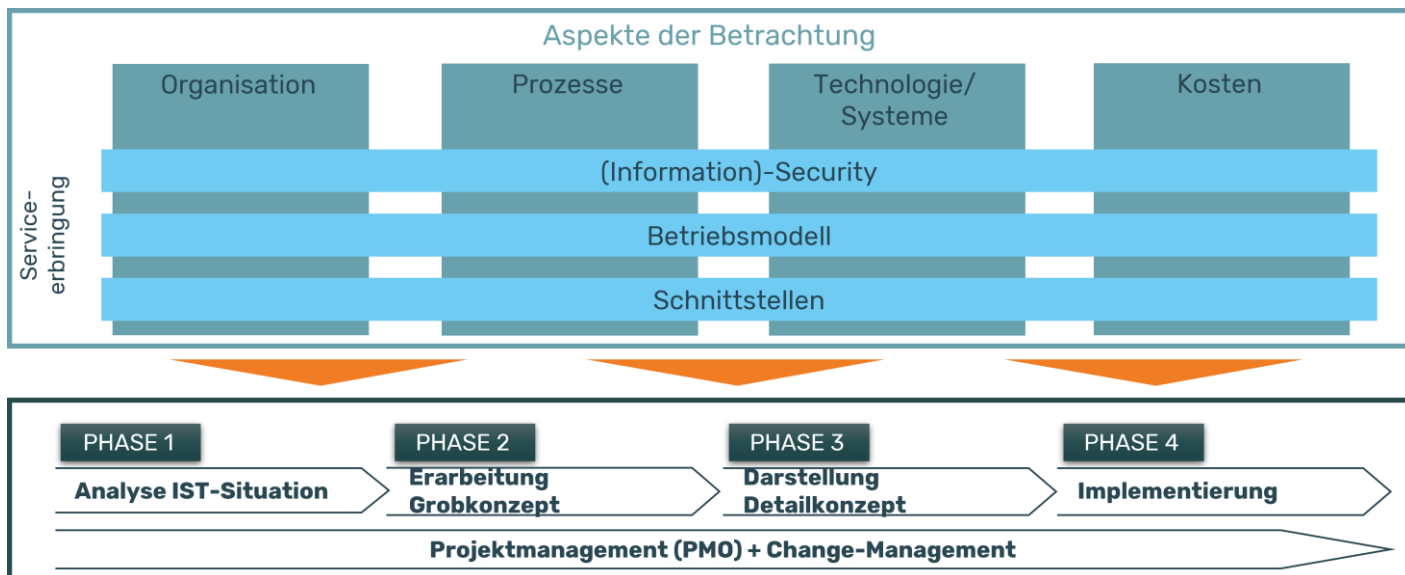 Aspekte der Betrachtung
Organisation
Prozesse
Technologie/
Systeme
Kosten
Service-
erbringung
(Information)-Security
Betriebsmodell
Schnittstellen
PHASE 1
PHASE 2
PHASE 3
PHASE 4
Analyse IST-Situation
Erarbeitung
Grobkonzept
Darstellung
Detailkonzept
Implementierung
Projektmanagement (PMO) + Change-Management